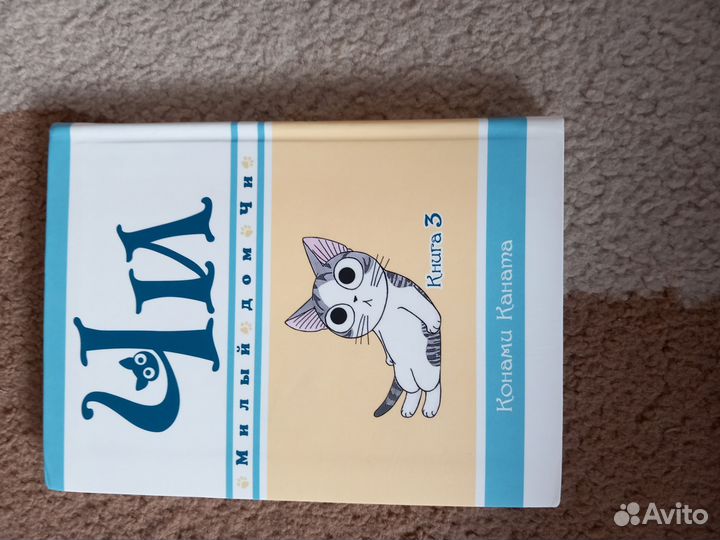 ЧИ
Милый дом Чи
Книга 3
Конами Каната
Avito